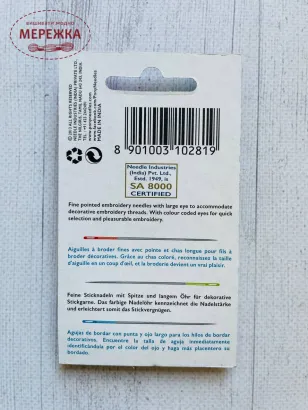 ВИШИВАТИ МОДНО
МЕРЕЖКА
MADE IN INDIA
8 901003 102819
Needle Industries
(India) Pvt. Ltd.,
Estd. 1949, is
SA 8000
CERTIFIED
Fine pointed embroidery needles with large eye to accommodate
decorative embroidery threads. With colour coded eyes for quick
selection and pleasurable embroidery.
Aiguilles à broder fines avec pointe et chas longue pour fils à
broder décoratives. Grâce au chas coloré, reconnaissez la taille
d'aiguille en un coup d'œil, et la broderie devient un vrai plaisir.
Feine Sticknadeln mit Spitze und langem Öhr für dekorative
Stickgarne. Das farbige Nadelöhr kennzeichnet die Nadelstärke
und erleichtert somit das Stickvergnügen.
Agujas de bordar con punta y ojo largo para los hilos de bordar
decorativos. Encuentre la talla de aguja immediatamente
identificándola por el color del ojo y haga más placentero su
bordado.